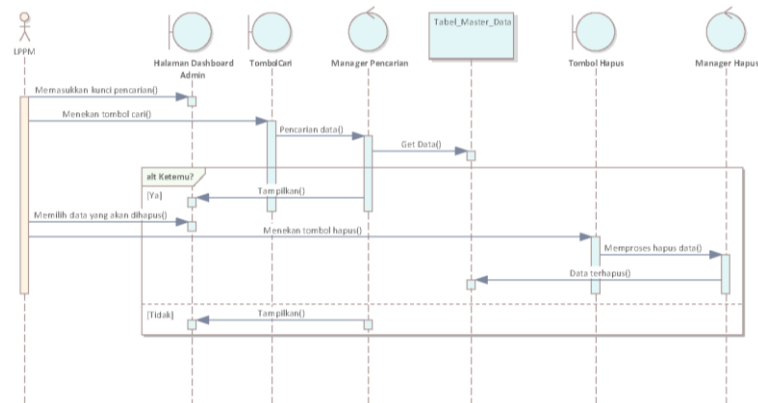 LPPM
Halaman Dashboard
Admin
TombolCari
Manager Pencarian
Tabel_Master_Data
Tombol Hapus
Manager Hapus
Memasukkan kunci pencarian()
Menekan tombol cari()
Pencarian data()
Get Data()
alt Ketemu?
[Ya]
Tampilkan()
Memilih data yang akan dihapus()
Menekan tombol hapus()
Memproses hapus data()
Data terhapus()
[Tidak]
Tampilkan()